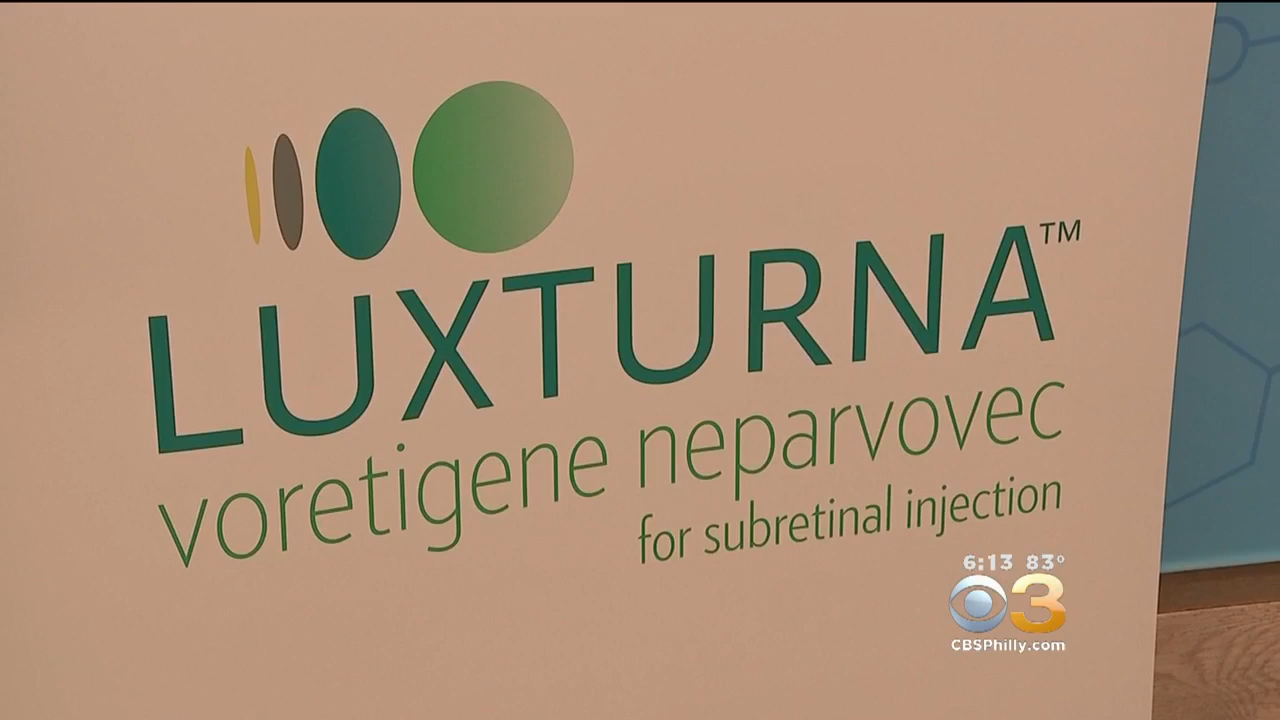 LUXTURNA™
voretigene neparvovec
for subretinal injection
6:13 83°
3
CBSPhilly.com